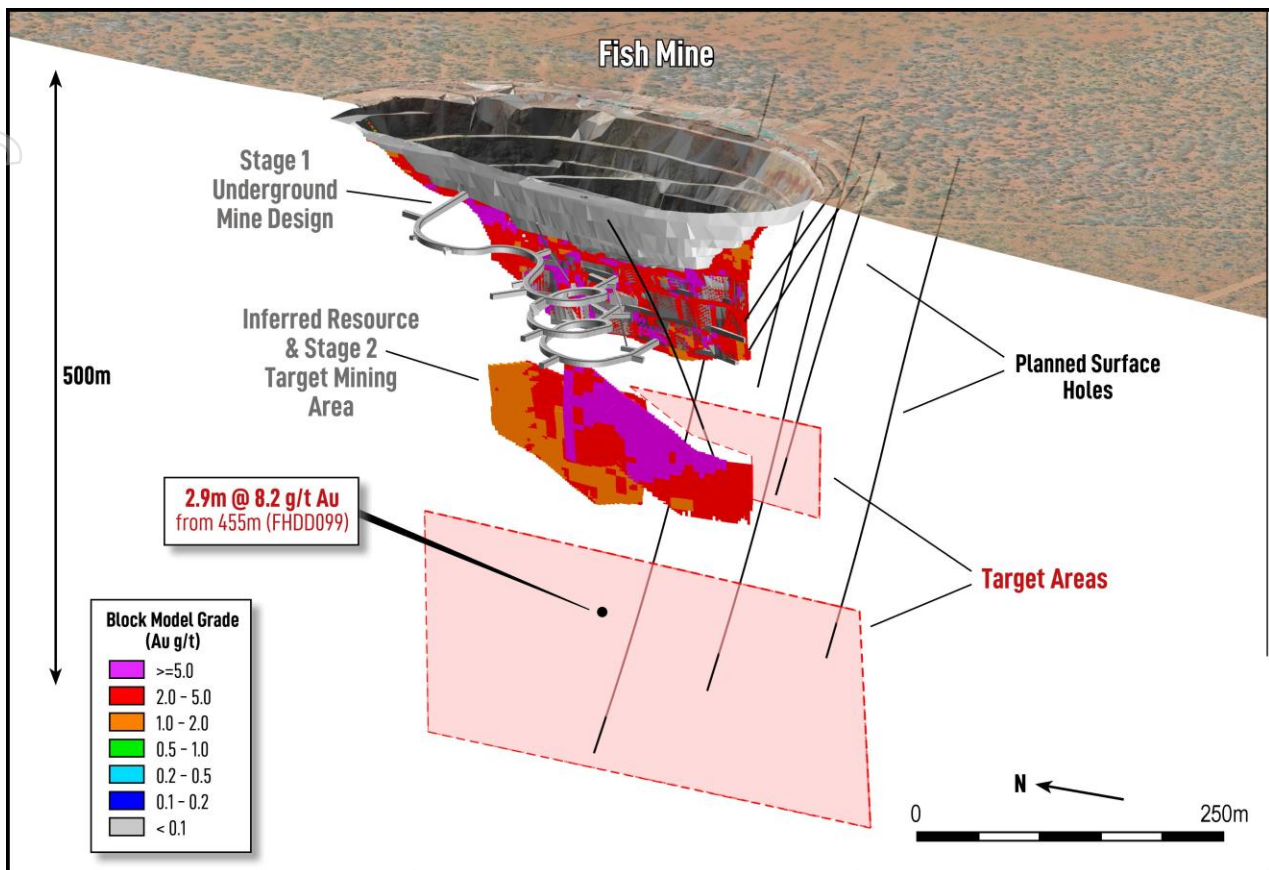 Fish Mine
Stage 1
Underground
Mine Design
Inferred Resource
& Stage 2
Target Mining
Area
500m
Planned Surface
Holes
2.9m @ 8.2 g/t Au
from 455m (FHDD099)
Target Areas
Block Model Grade
(Au g/t)
>=5.0
2.0 – 5.0
1.0 – 2.0
0.5 – 1.0
0.2 – 0.5
0.1 – 0.2
< 0.1
N
0 250m